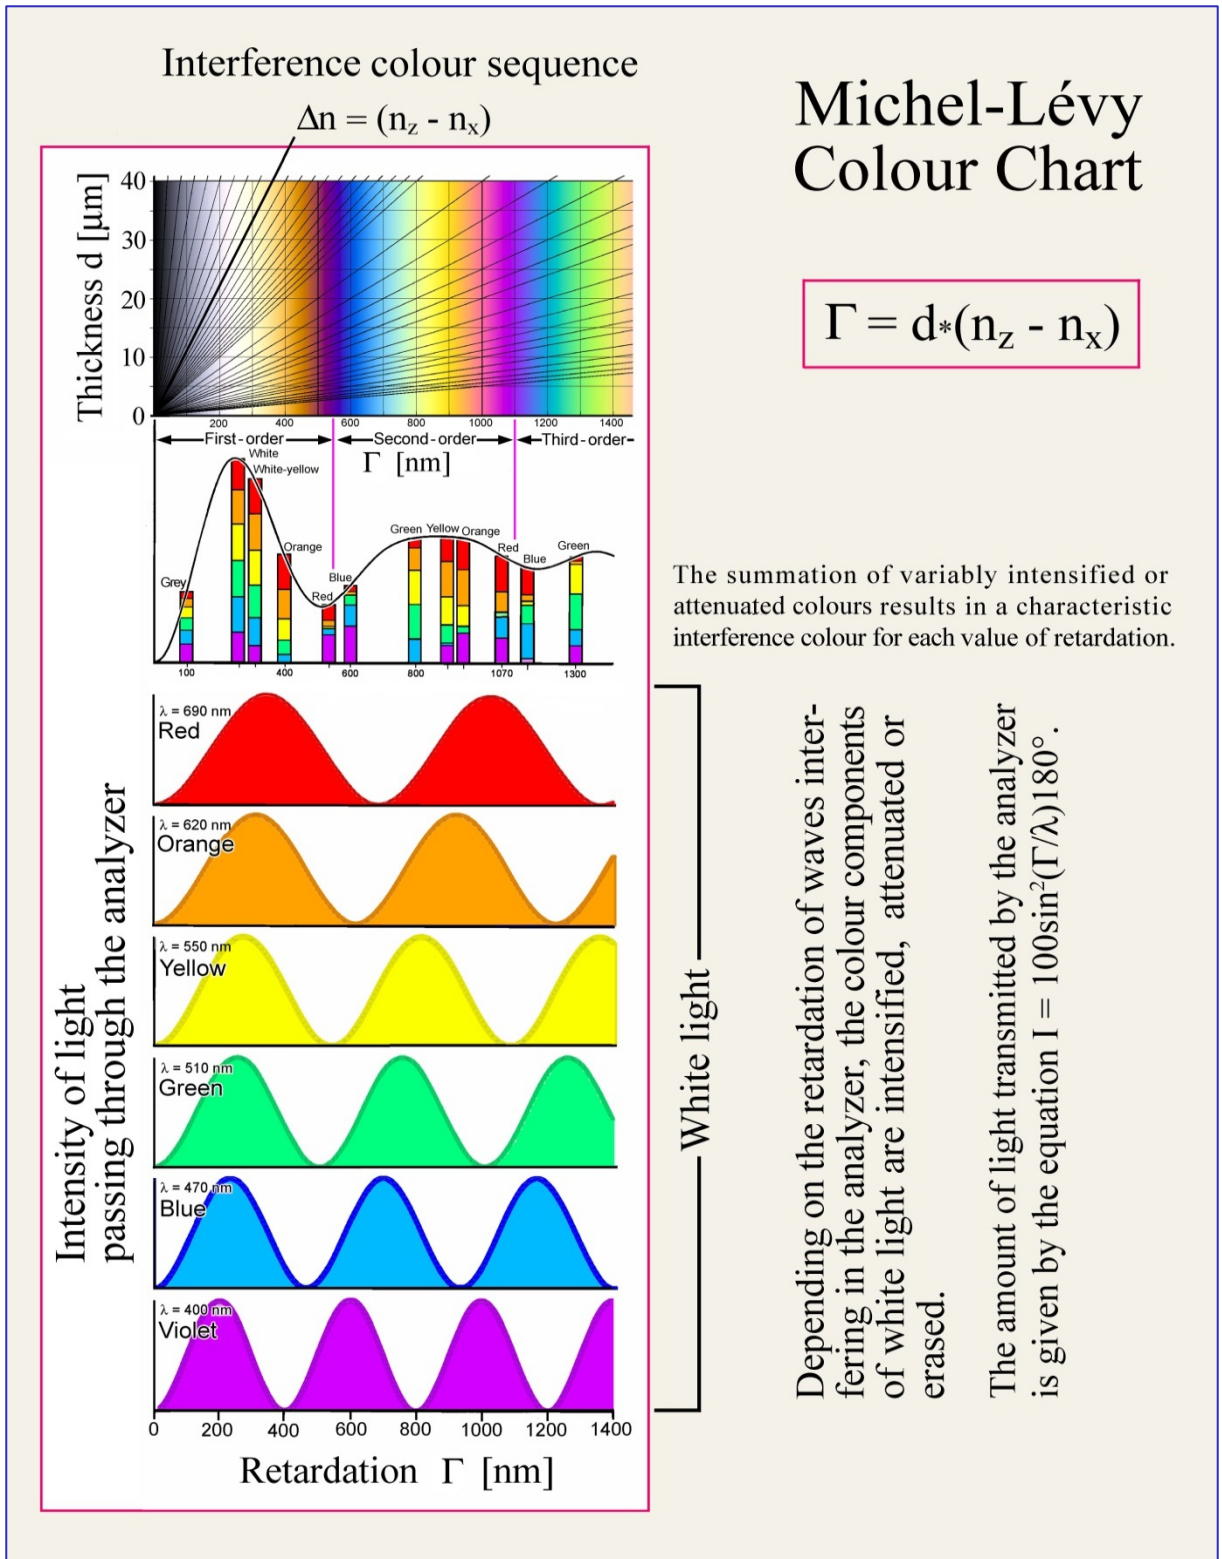 Interference colour sequence
Δn = (nz - nx)
Michel-Lévy
Colour Chart
Γ = d*(nz - nx)
Thickness d [µm]
40
30
20
10
0
200
400
600
800
1000
1200
1400
First-order
Second-order
Third-order
Γ [nm]
Grey
White
White-yellow
Orange
Red
Blue
Green
Yellow
Orange
Red
Blue
Green
100
400
600
800
1070
1300
The summation of variably intensified or
attenuated colours results in a characteristic
interference colour for each value of retardation.
Intensity of light
passing through the analyzer
λ = 690 nm
Red
λ = 620 nm
Orange
λ = 550 nm
Yellow
λ = 510 nm
Green
λ = 470 nm
Blue
λ = 400 nm
Violet
0
200
400
600
800
1000
1200
1400
Retardation Γ [nm]
White light
Depending on the retardation of waves inter-
fering in the analyzer, the colour components
of white light are intensified, attenuated or
erased.
The amount of light transmitted by the analyzer
is given by the equation I = 100sin²(Γ/λ)180°.